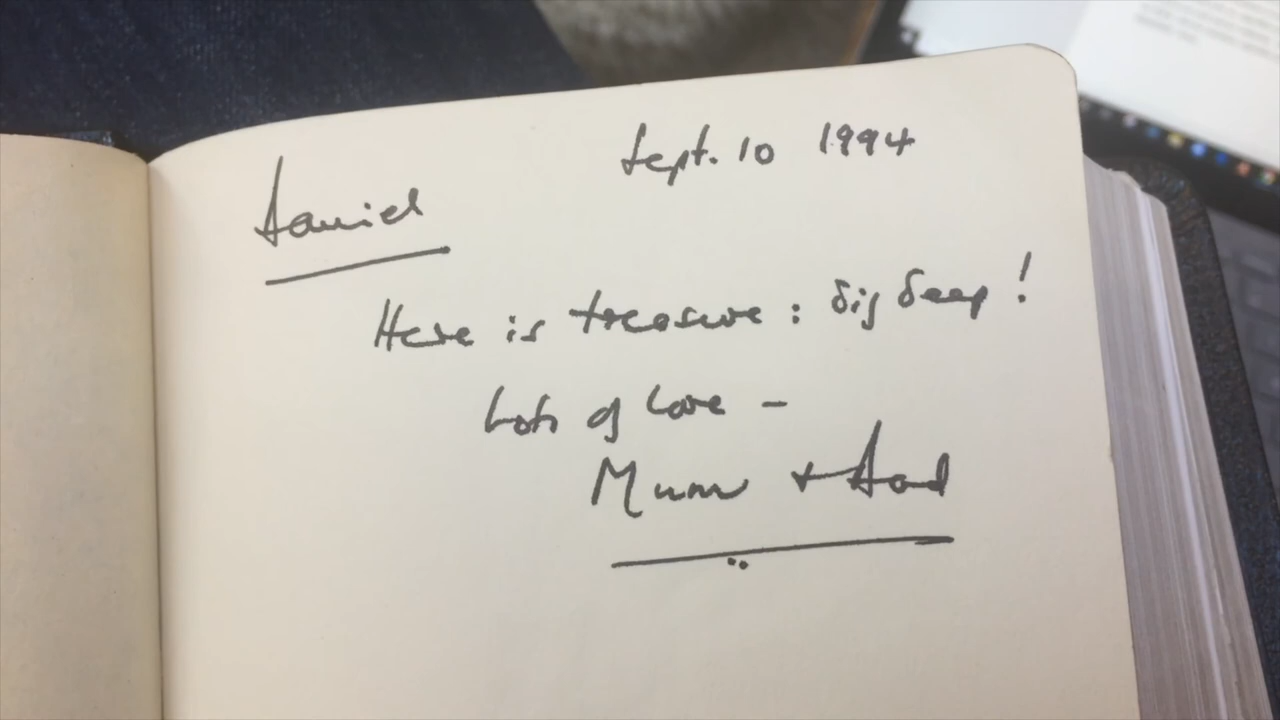 Sept. 10 1994
Daniel
Here is treasure : dig deep !
Lots of love –
Mum + Dad